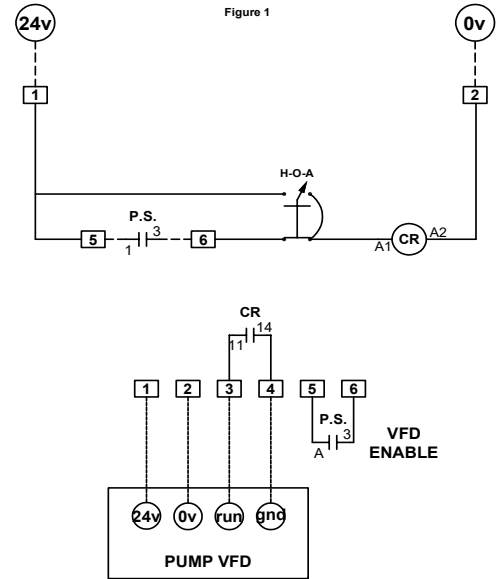 Figure 1
24v
0v
1
2
H-O-A
P.S.
5
1
3
6
A1
CR
A2
CR
11
14
1
2
3
4
5
6
P.S.
A
3
VFD
ENABLE
24v
0v
run
gnd
PUMP VFD